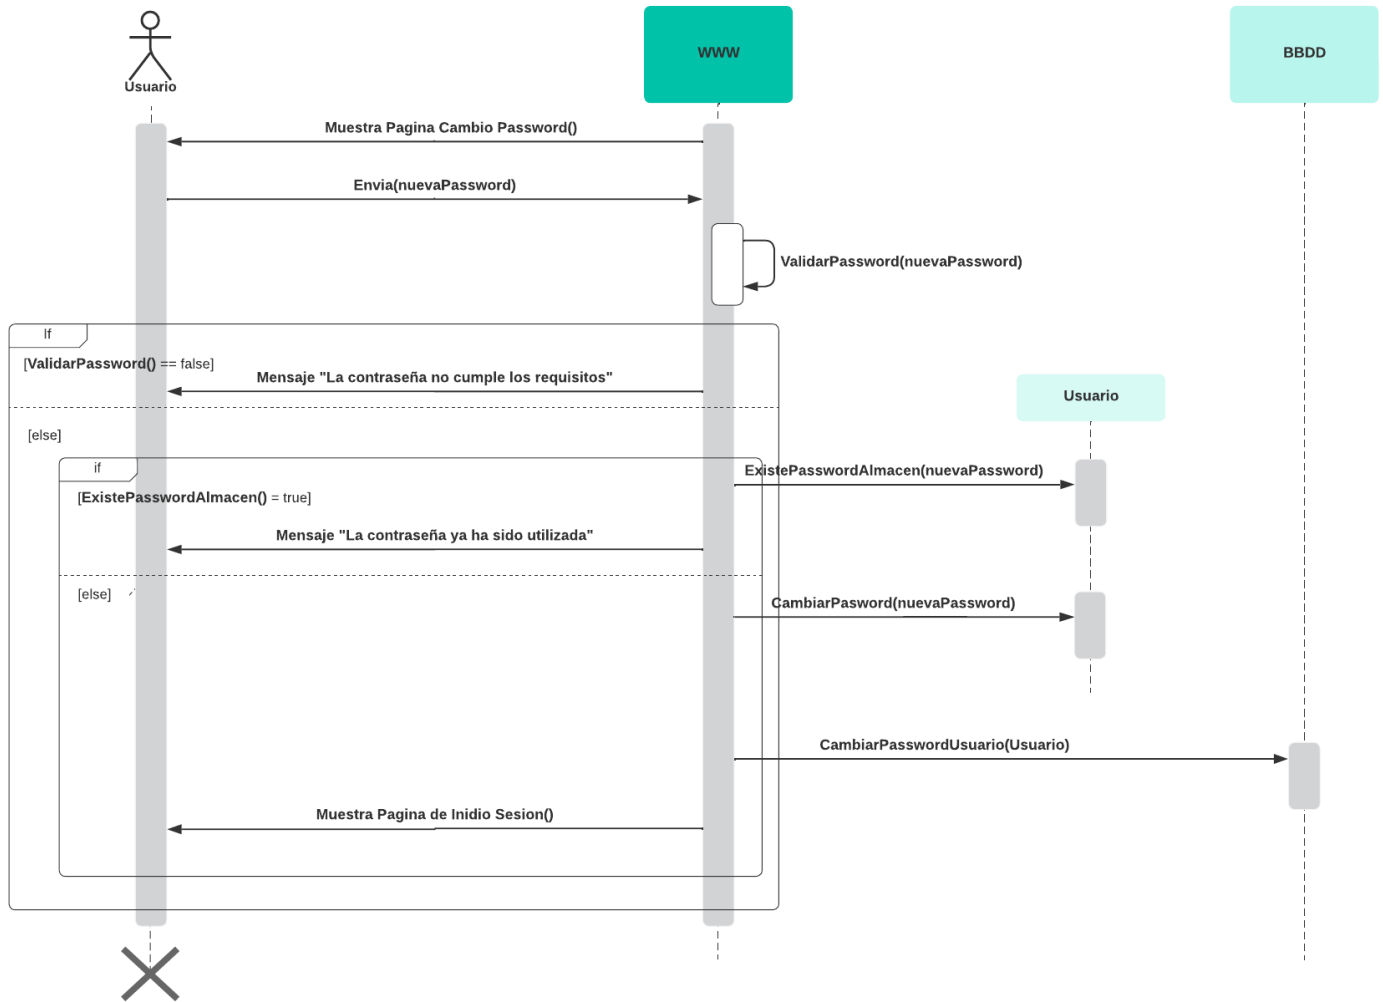 Usuario
WWW
BBDD
Muestra Pagina Cambio Password()
Envia(nuevaPassword)
ValidarPassword(nuevaPassword)
If
[ValidarPassword() == false]
Mensaje "La contraseña no cumple los requisitos"
Usuario
[else]
if
ExistePasswordAlmacen(nuevaPassword)
[ExistePasswordAlmacen() = true]
Mensaje "La contraseña ya ha sido utilizada"
[else]
CambiarPasword(nuevaPassword)
CambiarPasswordUsuario(Usuario)
Muestra Pagina de Inidio Sesion()